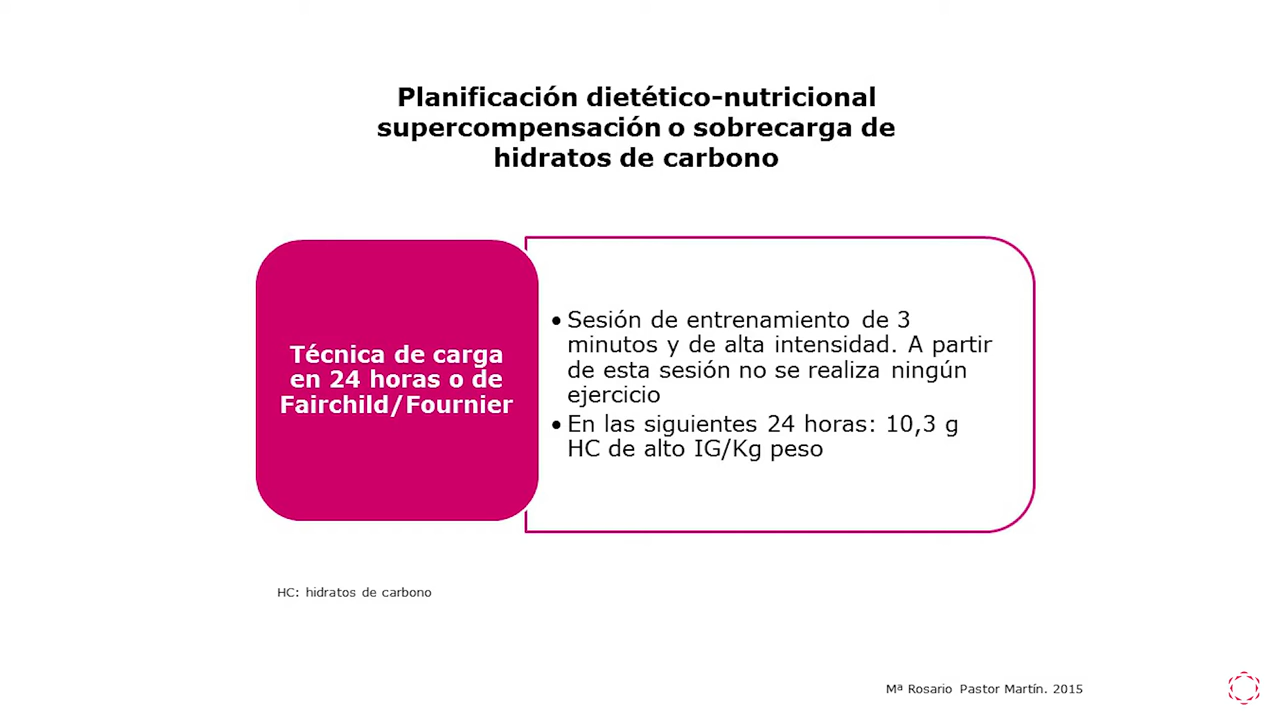 Planificación dietético-nutricional
supercompensación o sobrecarga de
hidratos de carbono
Técnica de carga
en 24 horas o de
Fairchild/Fournier
• Sesión de entrenamiento de 3
minutos y de alta intensidad. A partir
de esta sesión no se realiza ningún
ejercicio
• En las siguientes 24 horas: 10,3 g
HC de alto IG/Kg peso
HC: hidratos de carbono
Mª Rosario Pastor Martín. 2015